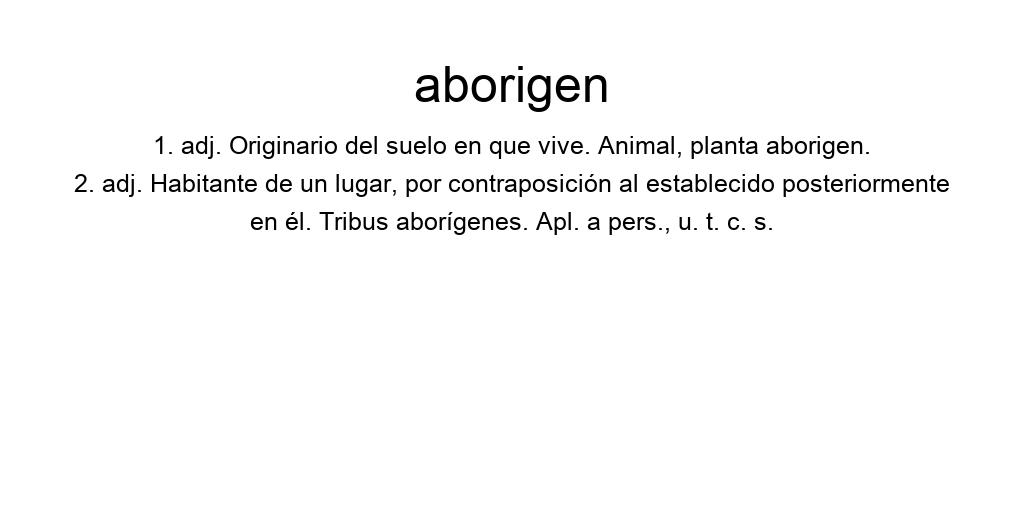 aborigen
1. adj. Originario del suelo en que vive. Animal, planta aborigen.
2. adj. Habitante de un lugar, por contraposición al establecido posteriormente
en él. Tribus aborígenes. Apl. a pers., u. t. c. s.